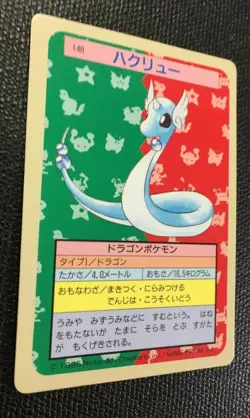 148
ハクリュー
ドラゴンポケモン
タイプ/ドラゴン
たかさ/4.0メートル おもさ/16.5キログラム
おもなわざ/まきつく・にらみつける
でんじは・こうそくいどう
うみや みずうみなどに すむという。はね
をもたないが たまに そらを とぶ すがた
が もくげきされる。
© 1995